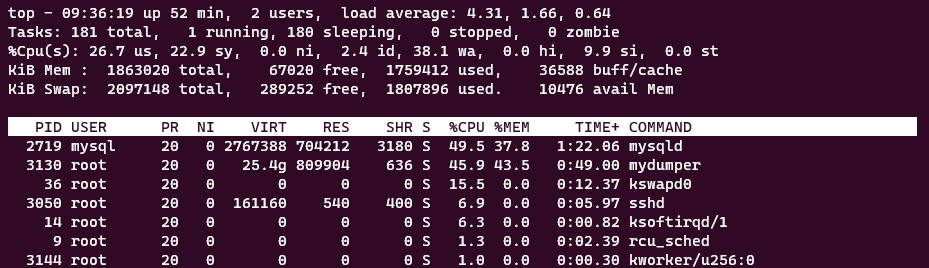 top - 09:36:19 up 52 min,  2 users,  load average: 4.31, 1.66, 0.64
Tasks: 181 total,   1 running, 180 sleeping,   0 stopped,   0 zombie
%Cpu(s): 26.7 us, 22.9 sy,  0.0 ni,  2.4 id, 38.1 wa,  0.0 hi,  9.9 si,  0.0 st
KiB Mem :  1863020 total,    67020 free,  1759412 used,    36588 buff/cache
KiB Swap:  2097148 total,   289252 free,  1807896 used.    10476 avail Mem
   PID USER      PR  NI    VIRT    RES    SHR S  %CPU %MEM     TIME+ COMMAND
  2719 mysql     20   0 2767388 704212   3180 S  49.5 37.8   1:22.06 mysqld
  3130 root      20   0   25.4g 809904    636 S  45.9 43.5   0:49.00 mydumper
    36 root      20   0       0      0      0 S  15.5  0.0   0:12.37 kswapd0
  3050 root      20   0  161160    540    400 S   6.9  0.0   0:05.97 sshd
    14 root      20   0       0      0      0 S   6.3  0.0   0:00.82 ksoftirqd/1
     9 root      20   0       0      0      0 S   1.3  0.0   0:02.39 rcu_sched
  3144 root      20   0       0      0      0 S   1.0  0.0   0:00.30 kworker/u256:0